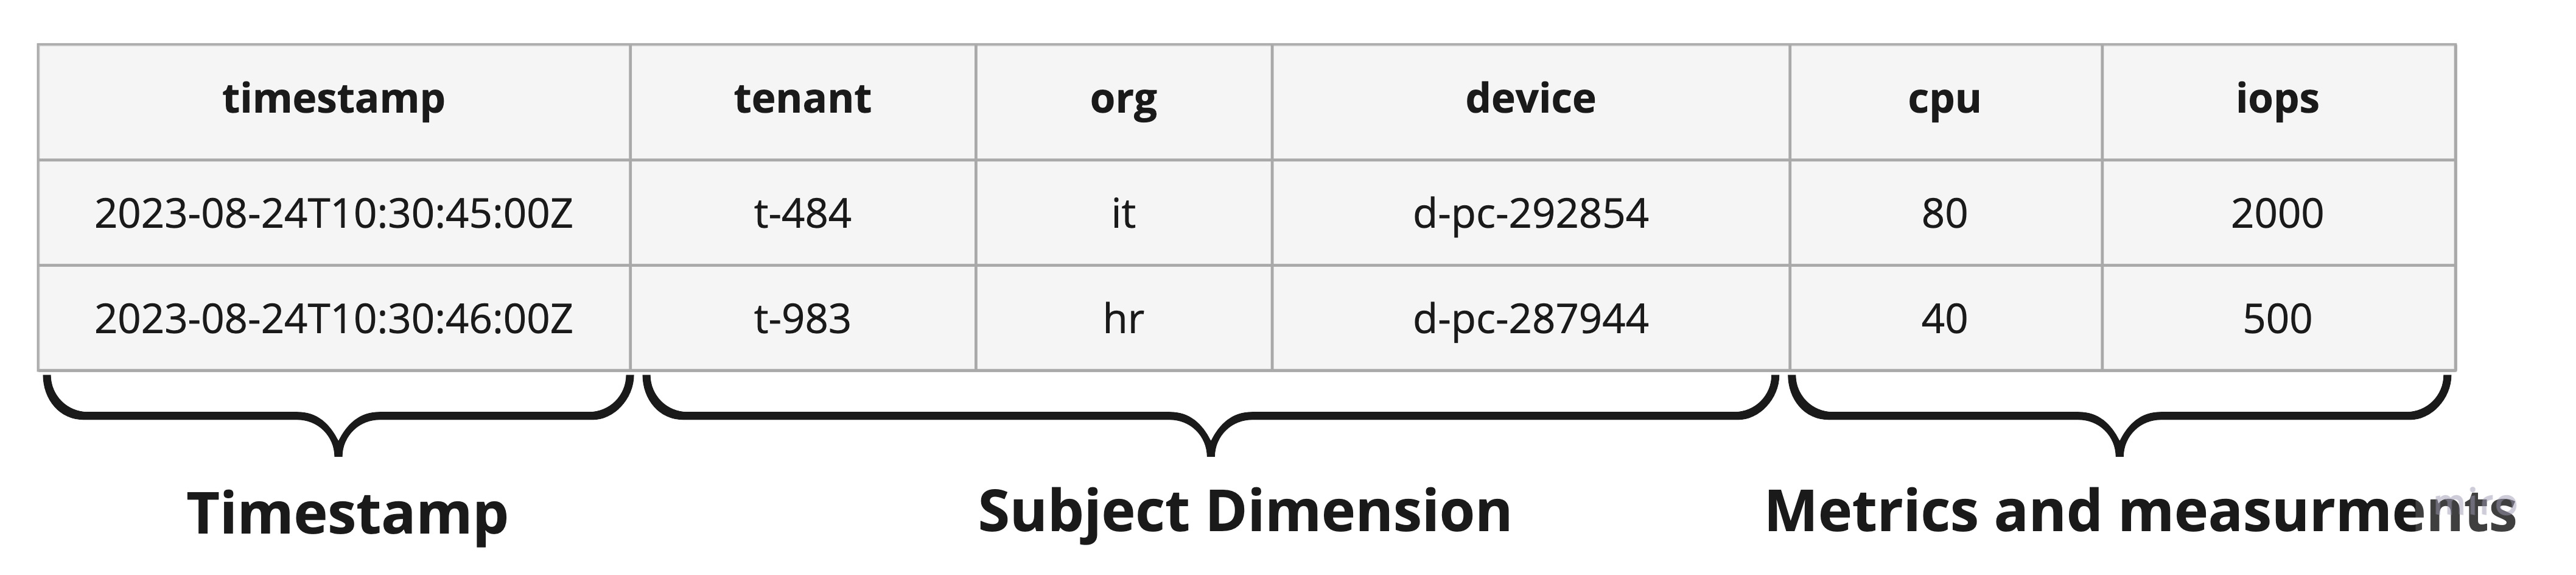 timestamp tenant org device cpu iops
2023-08-24T10:30:45:00Z t-484 it d-pc-292854 80 2000
2023-08-24T10:30:46:00Z t-983 hr d-pc-287944 40 500
Timestamp Subject Dimension Metrics and measurments
miro